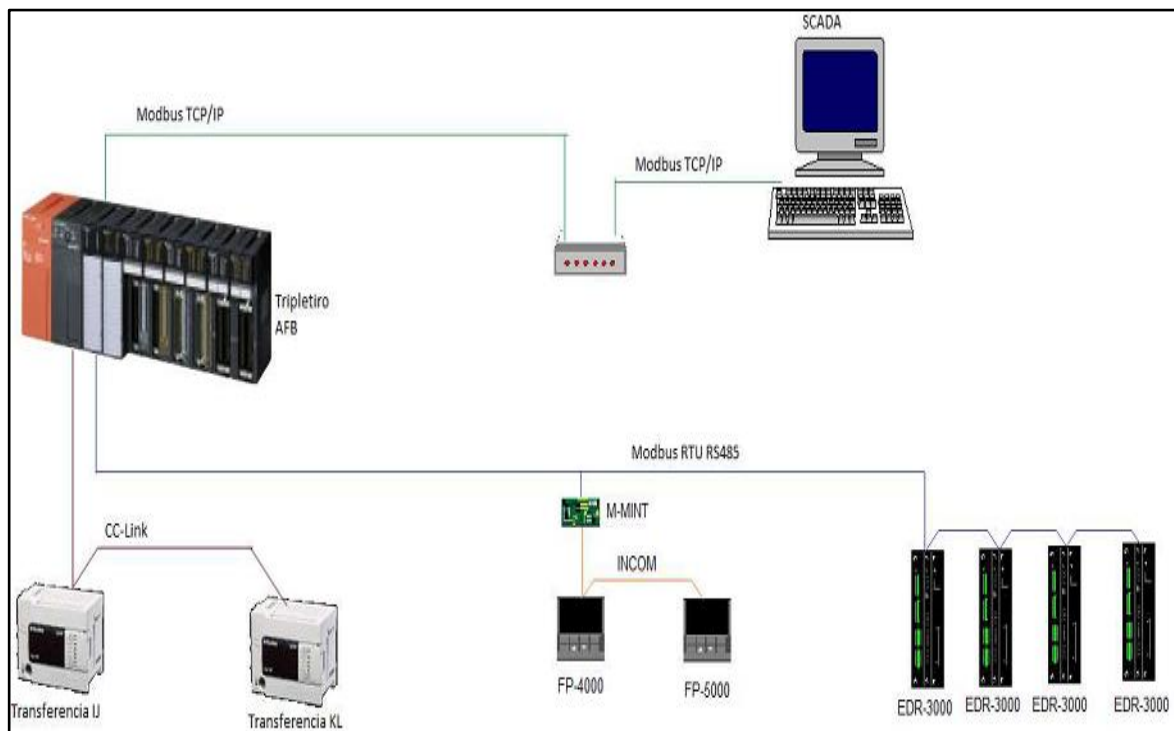 SCADA
Modbus TCP/IP
Modbus TCP/IP
Tripletiro
AFB
Modbus RTU RS485
M-MINT
CC-Link
INCOM
FP-4000
FP-5000
EDR-3000
EDR-3000
EDR-3000
EDR-3000
Transferencia IJ
Transferencia KL